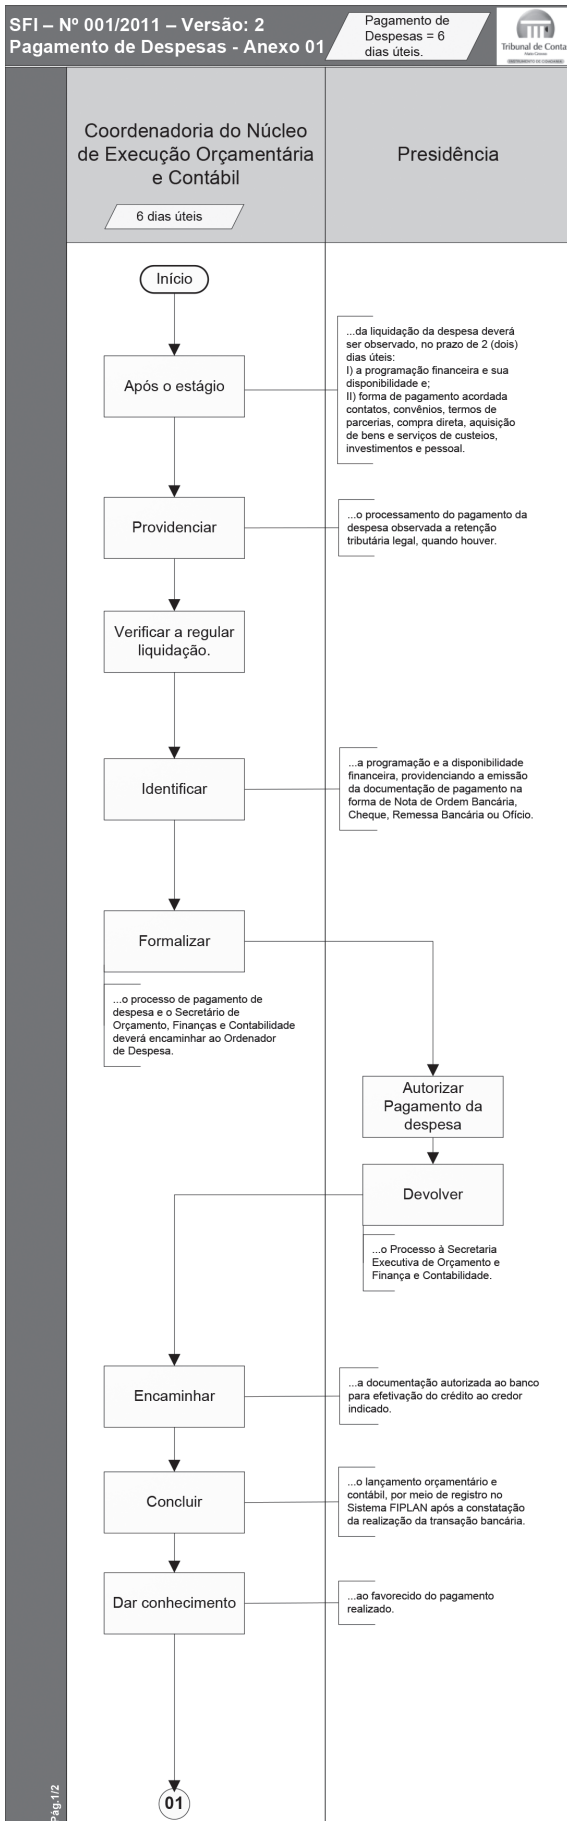 SFI – Nº 001/2011 – Versão: 2
Pagamento de Despesas - Anexo 01
Pagamento de
Despesas = 6
dias úteis.
Tribunal de Conta
Mato Grosso
INSTRUMENTO DE CIDADANIA
Coordenadoria do Núcleo
de Execução Orçamentária
e Contábil
6 dias úteis
Presidência
Início
Após o estágio
...da liquidação da despesa deverá
ser observado, no prazo de 2 (dois)
dias úteis:
I) a programação financeira e sua
disponibilidade e;
II) forma de pagamento acordada
contatos, convênios, termos de
parcerias, compra direta, aquisição
de bens e serviços de custeios,
investimentos e pessoal.
Providenciar
...o processamento do pagamento da
despesa observada a retenção
tributária legal, quando houver.
Verificar a regular
liquidação.
Identificar
...a programação e a disponibilidade
financeira, providenciando a emissão
da documentação de pagamento na
forma de Nota de Ordem Bancária,
Cheque, Remessa Bancária ou Ofício.
Formalizar
...o processo de pagamento de
despesa e o Secretário de
Orçamento, Finanças e Contabilidade
deverá encaminhar ao Ordenador
de Despesa.
Autorizar
Pagamento da
despesa
Devolver
...o Processo à Secretaria
Executiva de Orçamento e
Finança e Contabilidade.
Encaminhar
...a documentação autorizada ao banco
para efetivação do crédito ao credor
indicado.
Concluir
...o lançamento orçamentário e
contábil, por meio de registro no
Sistema FIPLAN após a constatação
da realização da transação bancária.
Dar conhecimento
...ao favorecido do pagamento
realizado.
01
Pág.1/2